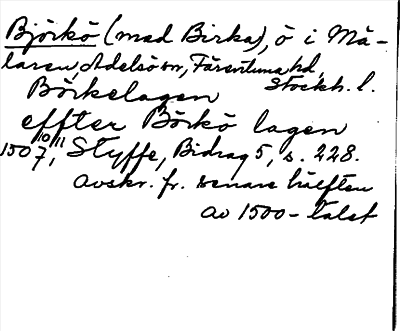 Björkö (med Birka), ö i Mä-
laren, Adelsö sn, Färentuna hd,
Stockh. l.
Börkelagen
effter Börkö lagen
1507 10/11, Styffe, Bidrag 5, s. 228.
avskr. fr. senare hälften
av 1500-talet